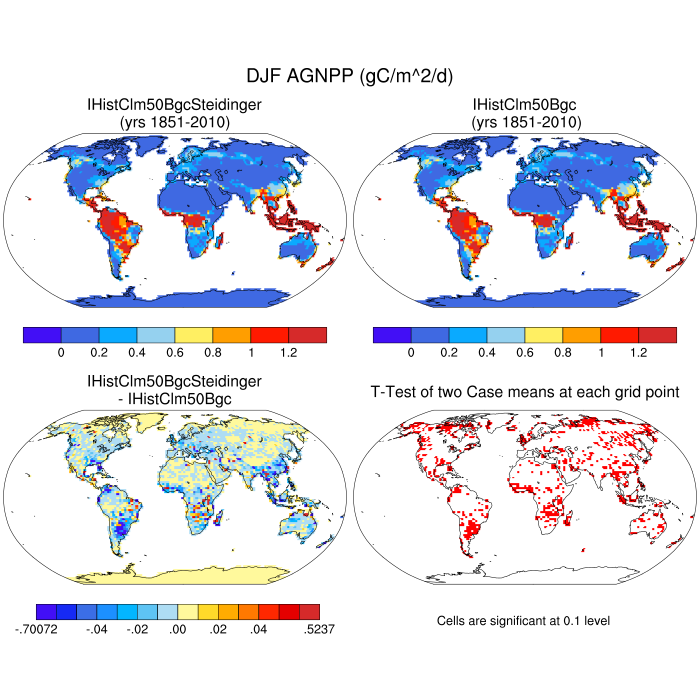 DJF AGNPP (gC/m^2/d)
IHistClm50BgcSteidinger
(yrs 1851-2010)
IHistClm50Bgc
(yrs 1851-2010)
0 0.2 0.4 0.6 0.8 1 1.2
0 0.2 0.4 0.6 0.8 1 1.2
IHistClm50BgcSteidinger
- IHistClm50Bgc
T-Test of two Case means at each grid point
-.70072 -.04 -.02 .00 .02 .04 .5237
Cells are significant at 0.1 level